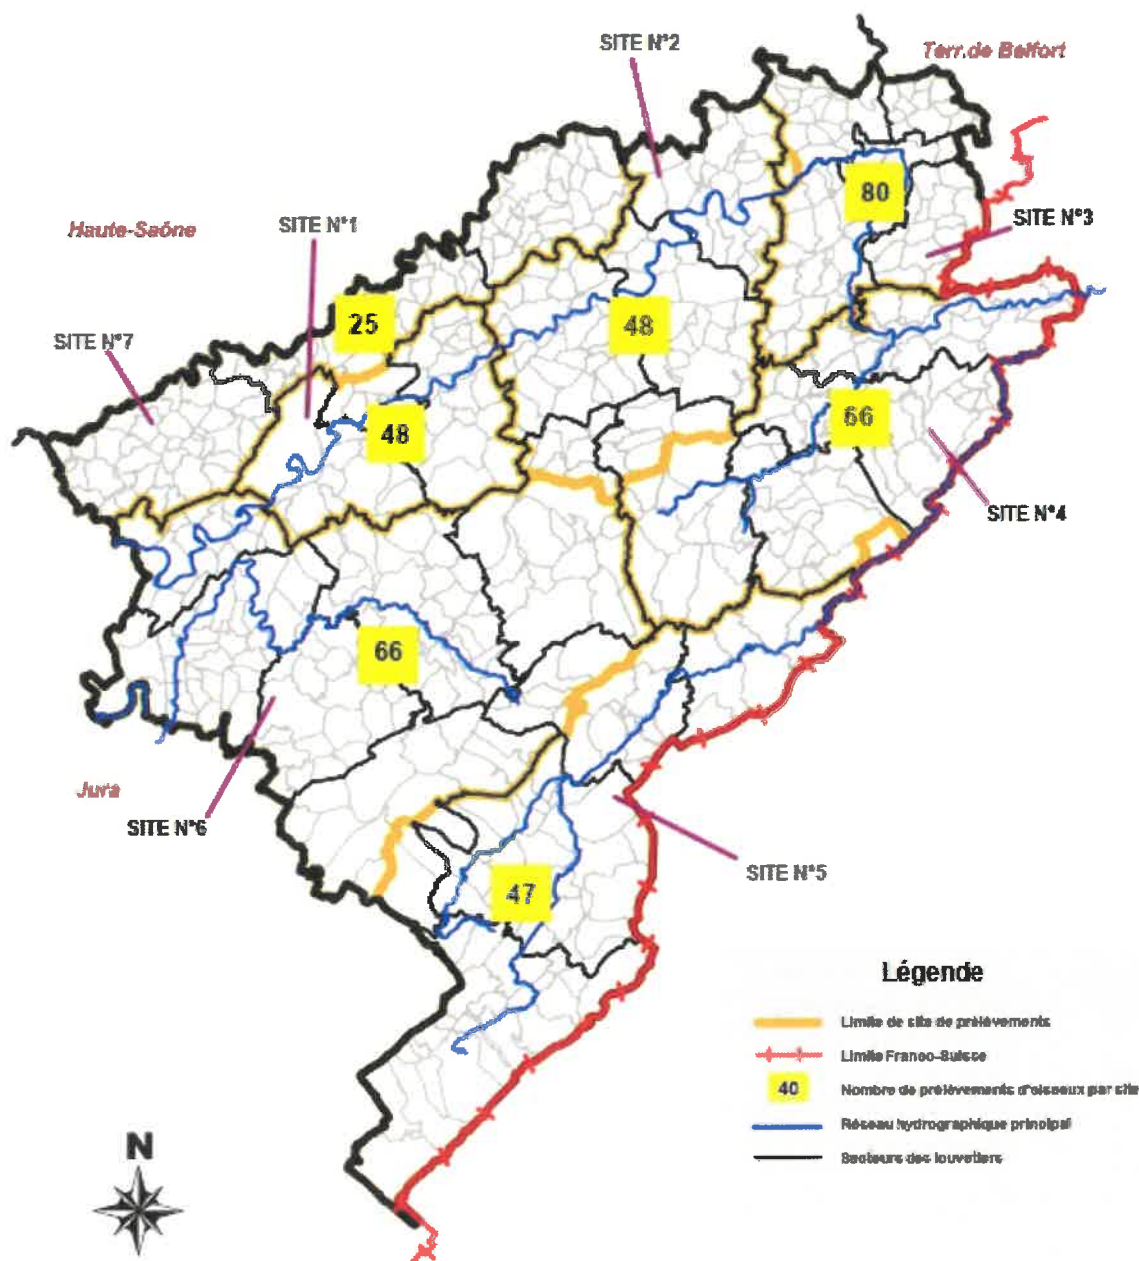 SITE N°2
Terr.de Belfort
80
SITE N°3
Haute-Saône
SITE N°1
25
48
SITE N°7
48
66
SITE N°4
66
Jura
SITE N°6
SITE N°5
47
Légende
Limite de site de prélèvements
Limite Franco-Suisse
40 Nombre de prélèvements d'oiseaux par site
Réseau hydrographique principal
Secteurs des louvetiers
N